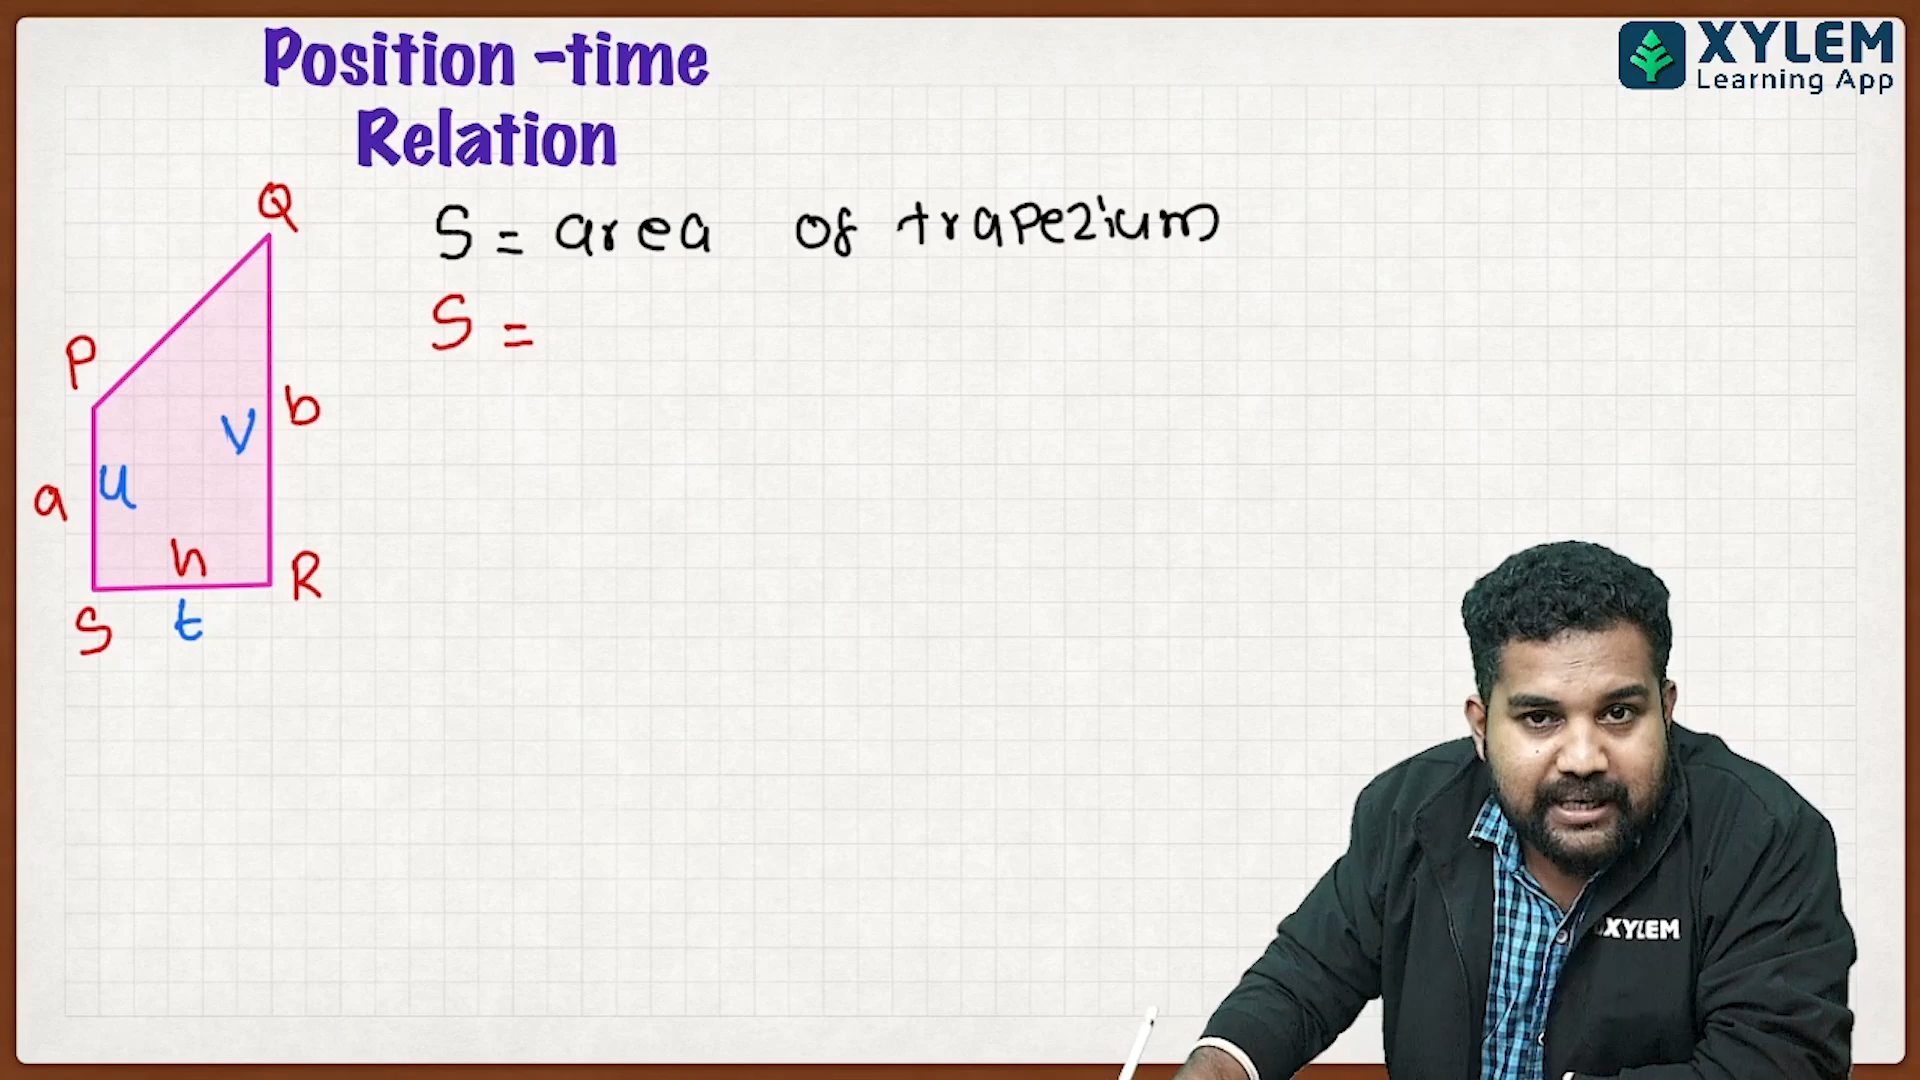 Position -time
Relation
XYLEM
Learning App
Q
S = area of trapezium
S =
P
b
V
u
a
h
R
S
t
XYLEM